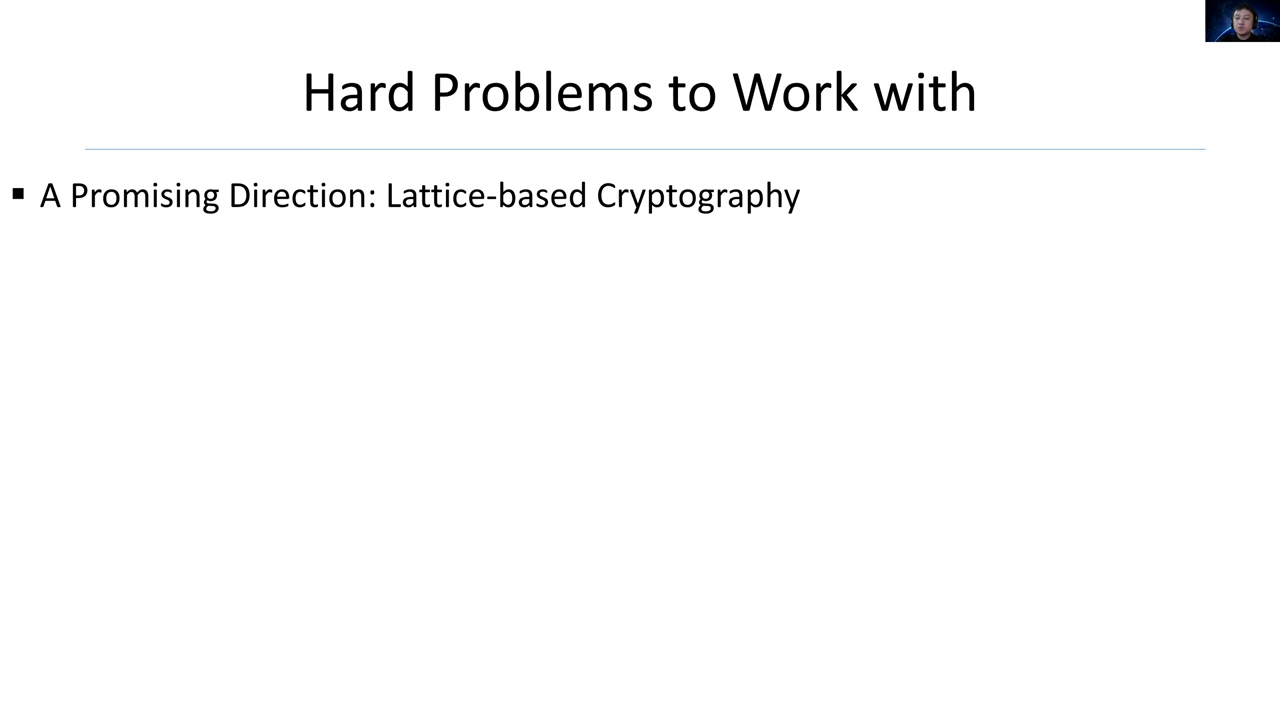 Hard Problems to Work with
▪ A Promising Direction: Lattice-based Cryptography